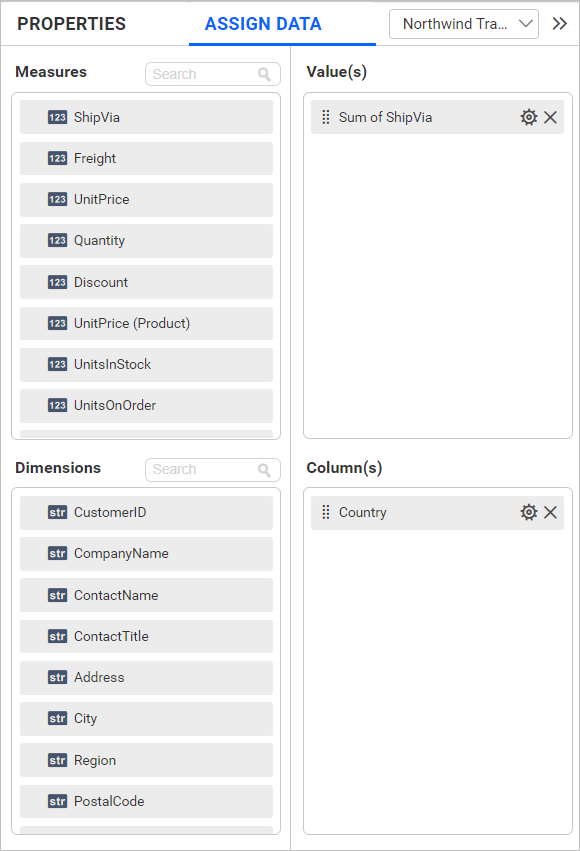 PROPERTIES
ASSIGN DATA
Northwind Tra...
Measures
Search
123 ShipVia
123 Freight
123 UnitPrice
123 Quantity
123 Discount
123 UnitPrice (Product)
123 UnitsInStock
123 UnitsOnOrder
Value(s)
Sum of ShipVia
Dimensions
Search
str CustomerID
str CompanyName
str ContactName
str ContactTitle
str Address
str City
str Region
str PostalCode
Column(s)
Country